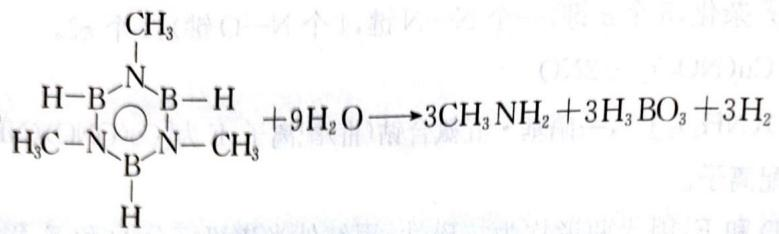 CH₃
N
H–B B–H
+9H₂O⟶3CH₃NH₂+3H₃BO₃+3H₂
H₃C–N N–CH₃
B
H